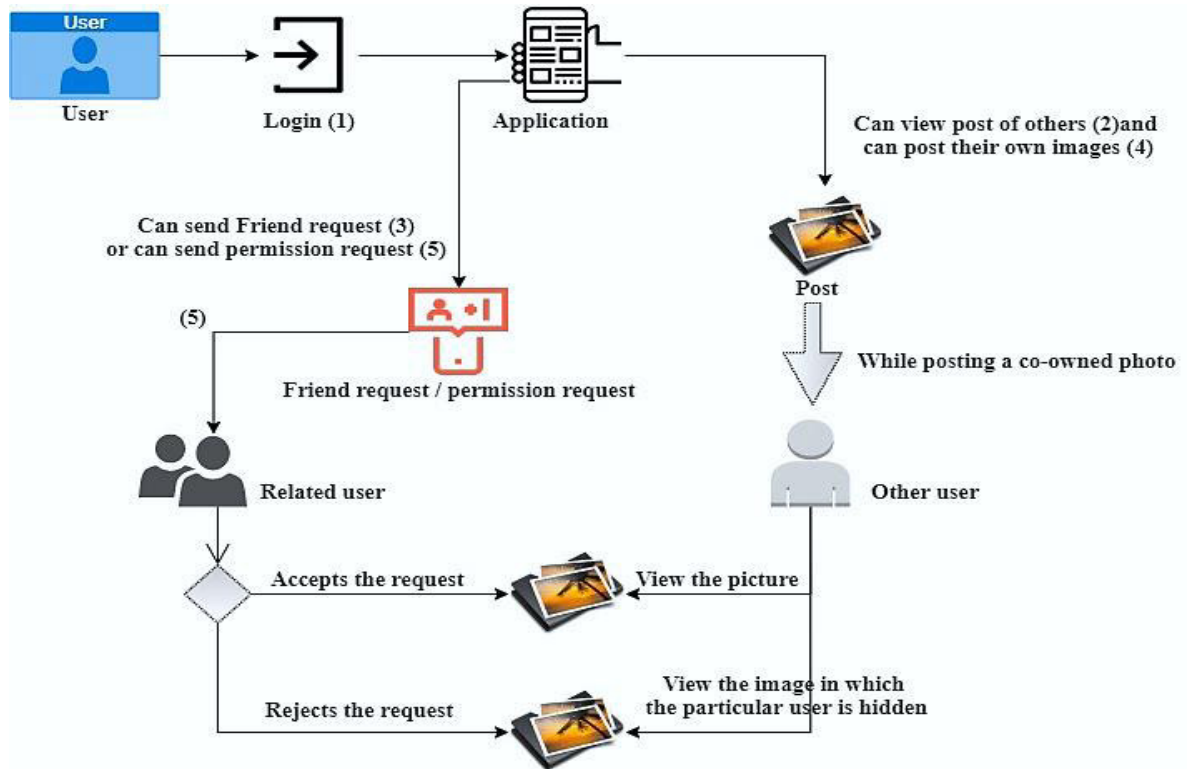 User
User
Login (1)
Application
Can view post of others (2)and
can post their own images (4)
Can send Friend request (3)
or can send permission request (5)
Post
(5)
While posting a co-owned photo
Friend request / permission request
Related user
Other user
Accepts the request
View the picture
Rejects the request
View the image in which
the particular user is hidden